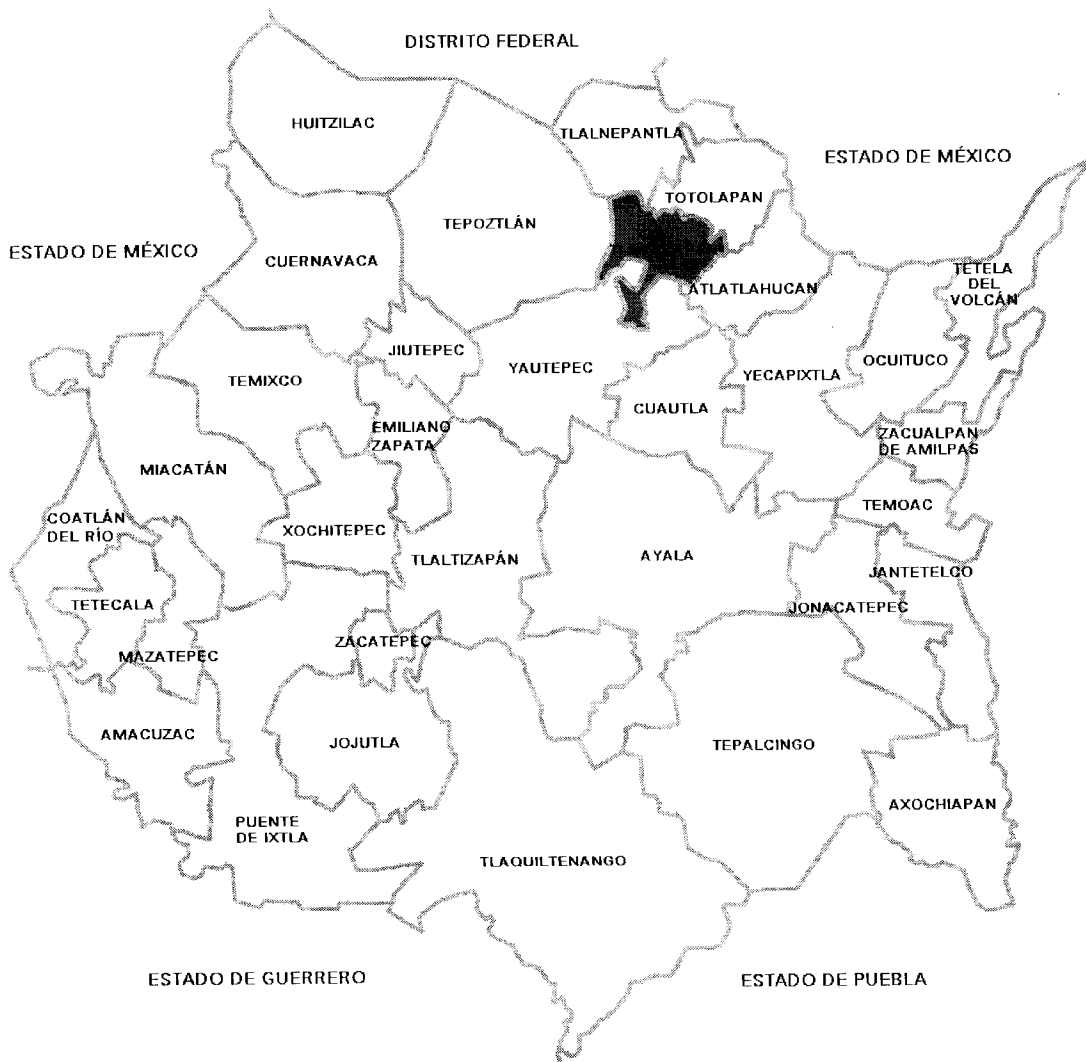 DISTRITO FEDERAL
HUITZILAC
TLALNEPANTLA
ESTADO DE MÉXICO
TOTOLAPAN
TEPOZTLÁN
ESTADO DE MÉXICO
CUERNAVACA
ATLATLAHUCAN
TETELA
DEL
VOLCÁN
JIUTEPEC
YAUTEPEC
OCUITUCO
TEMIXCO
YECAPIXTLA
CUAUTLA
EMILIANO
ZAPATA
ZACUALPAN
DE AMILPAS
MIACATÁN
TEMOAC
COATLÁN
DEL RÍO
XOCHITEPEC
TLALTIZAPÁN
AYALA
JANTETELCO
TETECALA
JONACATEPEC
ZACATEPEC
MAZATEPEC
AMACUZAC
JOJUTLA
TEPALCINGO
AXOCHIAPAN
PUENTE
DE IXTLA
TLAQUILTENANGO
ESTADO DE GUERRERO
ESTADO DE PUEBLA